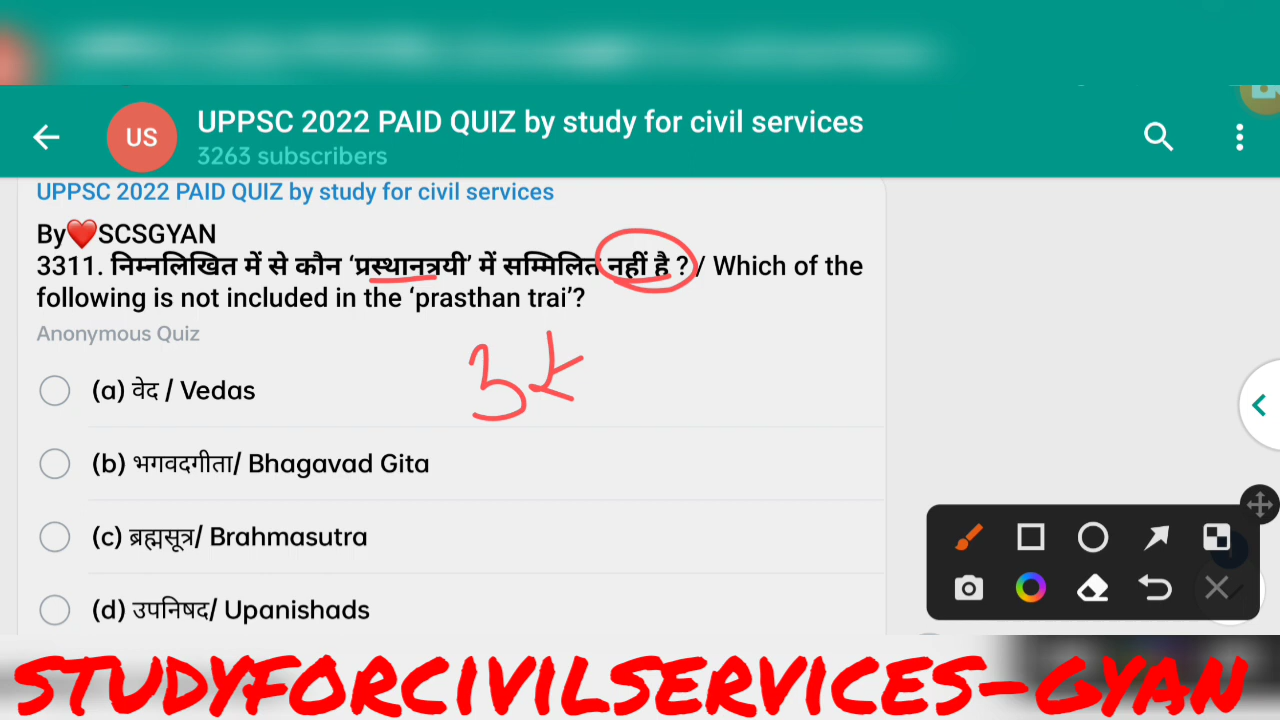 US
UPPSC 2022 PAID QUIZ by study for civil services
3263 subscribers
UPPSC 2022 PAID QUIZ by study for civil services
By❤️SCSGYAN
3311. निम्नलिखित में से कौन ‘प्रस्थानत्रयी’ में सम्मिलित नहीं है ? / Which of the
following is not included in the ‘prasthan trai’?
Anonymous Quiz
(a) वेद / Vedas
(b) भगवदगीता/ Bhagavad Gita
(c) ब्रह्मसूत्र/ Brahmasutra
(d) उपनिषद/ Upanishads
STUDYFORCIVILSERVICES-GYAN